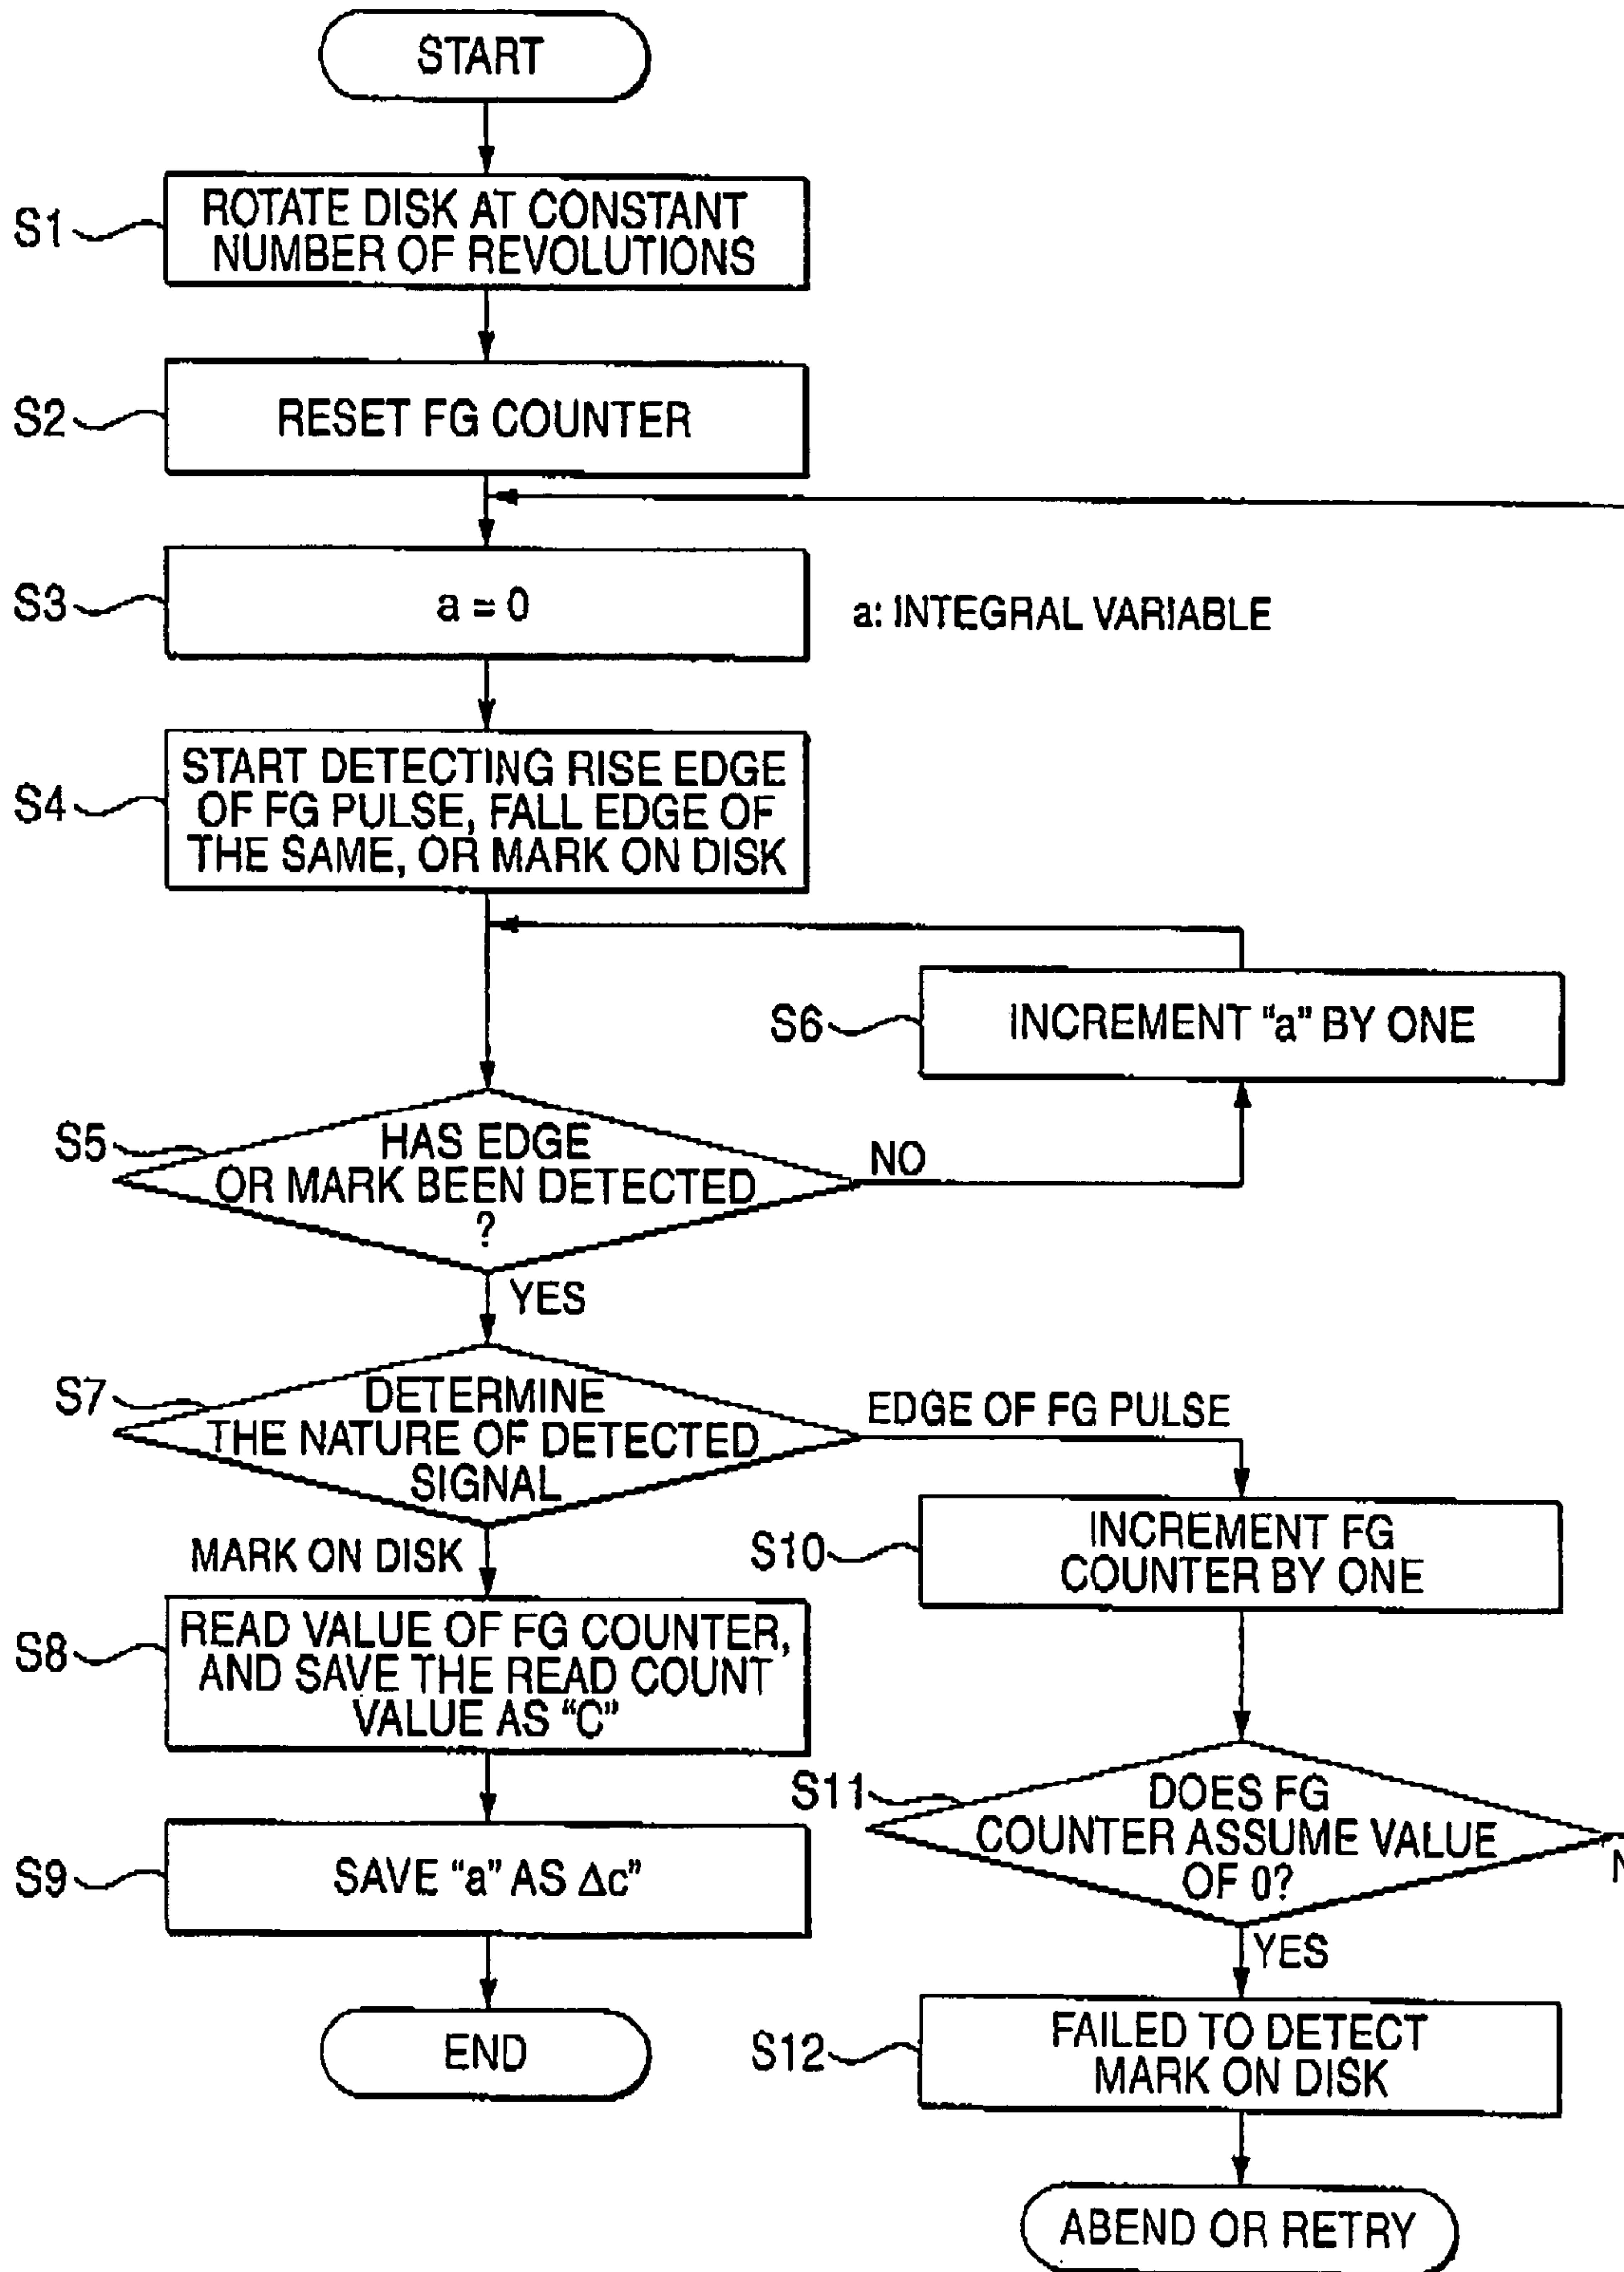 START
S1
ROTATE DISK AT CONSTANT
NUMBER OF REVOLUTIONS
S2
RESET FG COUNTER
S3
a = 0
a: INTEGRAL VARIABLE
S4
START DETECTING RISE EDGE
OF FG PULSE, FALL EDGE OF
THE SAME, OR MARK ON DISK
S6
INCREMENT “a” BY ONE
S5
HAS EDGE
OR MARK BEEN DETECTED
?
NO
YES
S7
DETERMINE
THE NATURE OF DETECTED
SIGNAL
EDGE OF FG PULSE
MARK ON DISK
S10
INCREMENT FG
COUNTER BY ONE
S8
READ VALUE OF FG COUNTER,
AND SAVE THE READ COUNT
VALUE AS “C”
S11
DOES FG
COUNTER ASSUME VALUE
OF 0?
S9
SAVE “a” AS Δc”
YES
END
S12
FAILED TO DETECT
MARK ON DISK
ABEND OR RETRY